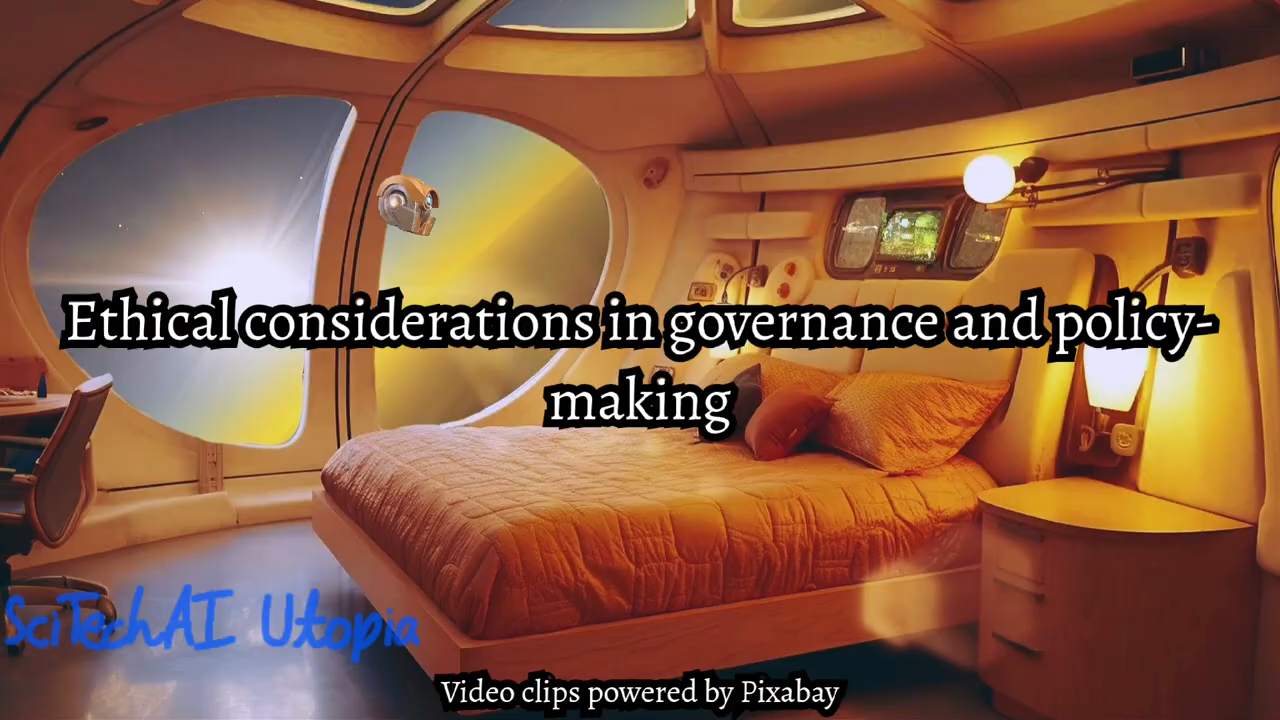 Ethical considerations in governance and policy-
making
SciTechAI Utopia
Video clips powered by Pixabay